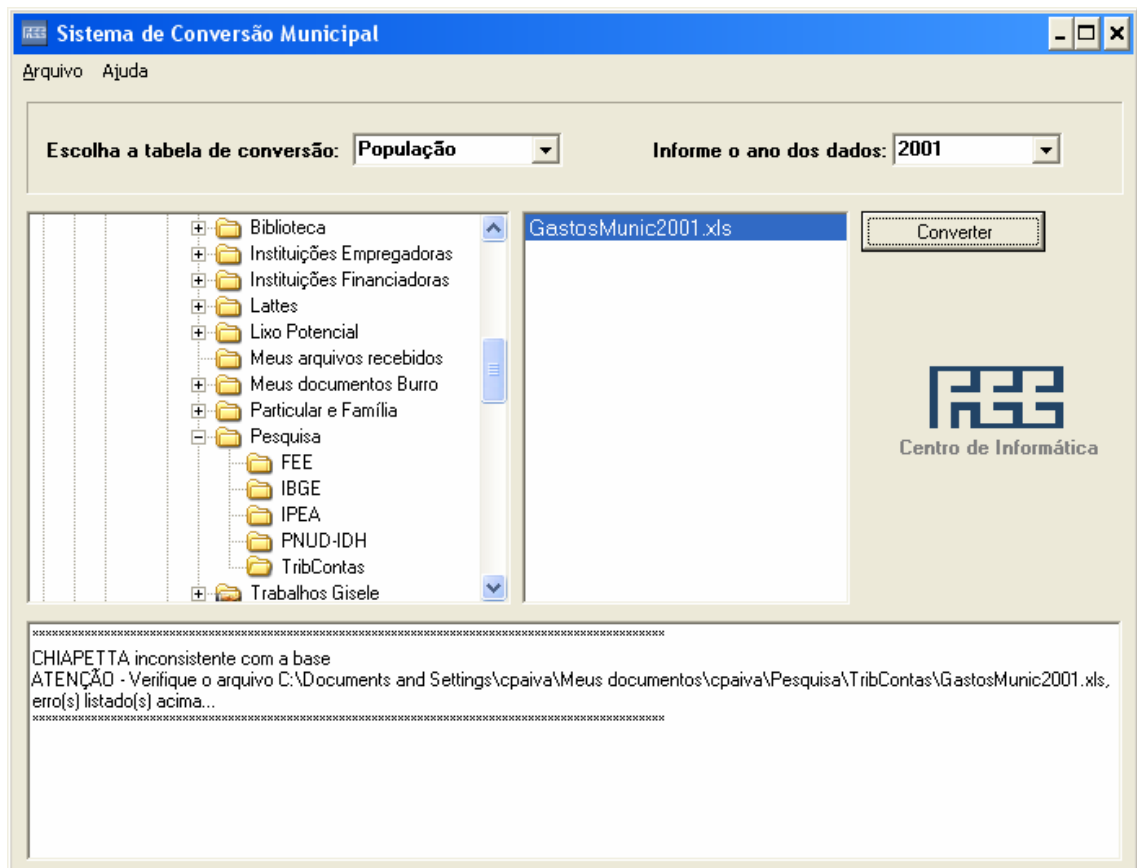 FEE Sistema de Conversão Municipal
Arquivo Ajuda
Escolha a tabela de conversão: População Informe o ano dos dados: 2001
Biblioteca
Instituições Empregadoras
Instituições Financiadoras
Lattes
Lixo Potencial
Meus arquivos recebidos
Meus documentos Burro
Particular e Família
Pesquisa
FEE
IBGE
IPEA
PNUD-IDH
TribContas
Trabalhos Gisele
GastosMunic2001.xls
Converter
FEE
Centro de Informática
CHIAPETTA inconsistente com a base
ATENÇÃO - Verifique o arquivo C:\Documents and Settings\cpaiva\Meus documentos\cpaiva\Pesquisa\TribContas\GastosMunic2001.xls,
erro(s) listado(s) acima...